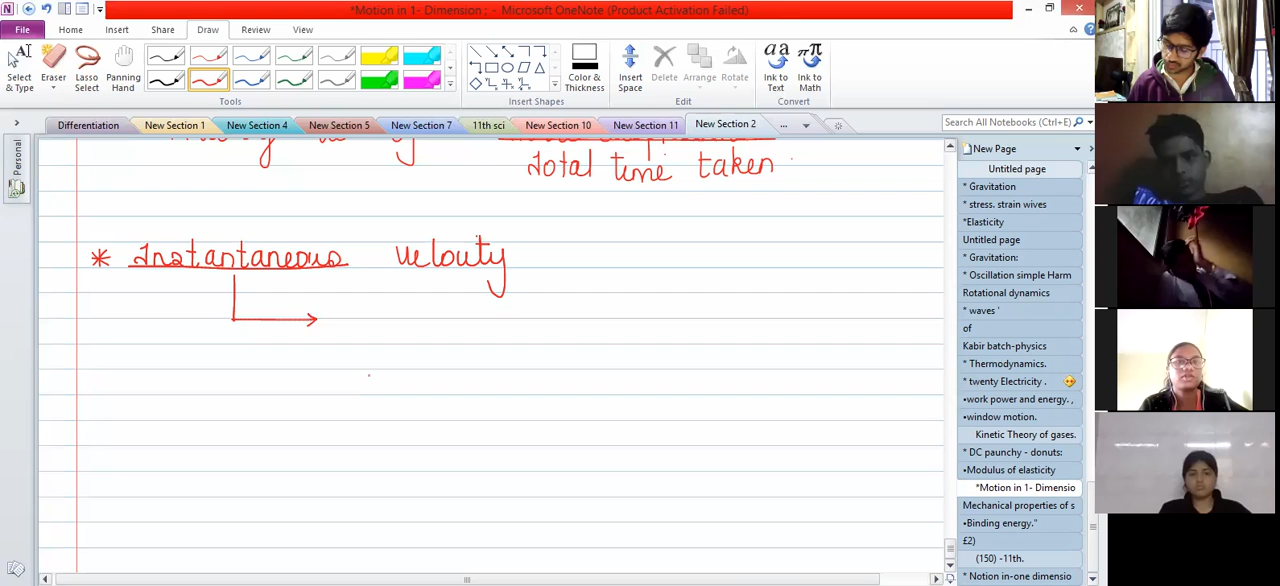 *Motion in 1- Dimension ; - Microsoft OneNote (Product Activation Failed)
File Home Insert Share Draw Review View
Select & Type
Eraser
Lasso Select
Panning Hand
Color & Thickness
Insert Space
Delete
Arrange
Rotate
Ink to Text
Ink to Math
Tools
Insert Shapes
Edit
Convert
Differentiation New Section 1 New Section 4 New Section 5 New Section 7 11th sci New Section 10 New Section 11 New Section 2 ...
Search All Notebooks (Ctrl+E)
Personal
Total time taken
* Instantaneous velocity
New Page
Untitled page
* Gravitation
* stress. strain wives
*Elasticity
Untitled page
* Gravitation:
* Oscillation simple Harm
Rotational dynamics
* waves '
of
Kabir batch-physics
* Thermodynamics.
* twenty Electricity .
•work power and energy. ,
•window motion.
Kinetic Theory of gases.
* DC paunchy - donuts:
•Modulus of elasticity
*Motion in 1- Dimensio
Mechanical properties of s
•Binding energy."
£2)
(150) -11th.
* Notion in-one dimensio